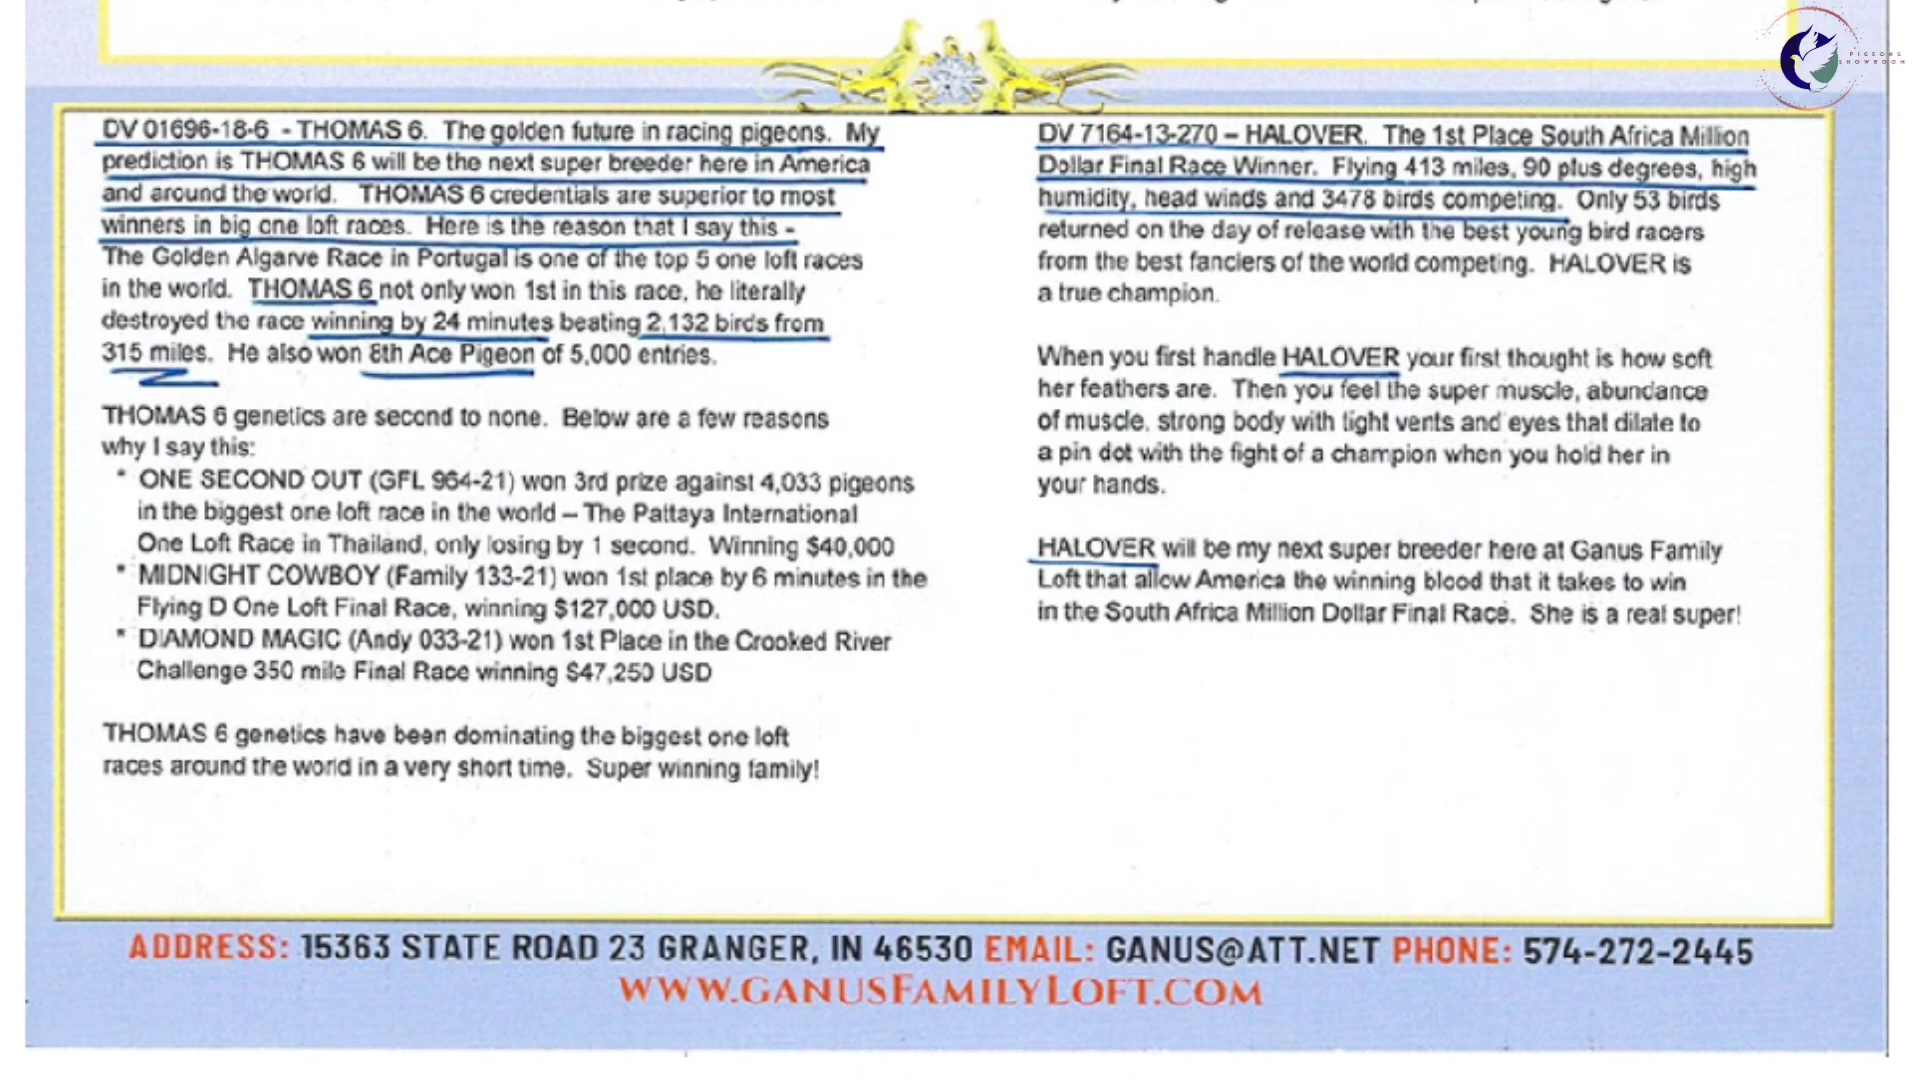 PIGEONS
SHOWROOM
DV 01696-18-6 - THOMAS 6. The golden future in racing pigeons. My
prediction is THOMAS 6 will be the next super breeder here in America
and around the world. THOMAS 6 credentials are superior to most
winners in big one loft races. Here is the reason that I say this -
The Golden Algarve Race in Portugal is one of the top 5 one loft races
in the world. THOMAS 6 not only won 1st in this race, he literally
destroyed the race winning by 24 minutes beating 2,132 birds from
315 miles. He also won 8th Ace Pigeon of 5,000 entries.
THOMAS 6 genetics are second to none. Below are a few reasons
why I say this:
* ONE SECOND OUT (GFL 964-21) won 3rd prize against 4,033 pigeons
in the biggest one loft race in the world – The Pattaya International
One Loft Race in Thailand, only losing by 1 second. Winning $40,000
* MIDNIGHT COWBOY (Family 133-21) won 1st place by 6 minutes in the
Flying D One Loft Final Race, winning $127,000 USD.
* DIAMOND MAGIC (Andy 033-21) won 1st Place in the Crooked River
Challenge 350 mile Final Race winning $47,250 USD
THOMAS 6 genetics have been dominating the biggest one loft
races around the world in a very short time. Super winning family!
DV 7164-13-270 – HALOVER. The 1st Place South Africa Million
Dollar Final Race Winner. Flying 413 miles, 90 plus degrees, high
humidity, head winds and 3478 birds competing. Only 53 birds
returned on the day of release with the best young bird racers
from the best fanciers of the world competing. HALOVER is
a true champion.
When you first handle HALOVER your first thought is how soft
her feathers are. Then you feel the super muscle, abundance
of muscle, strong body with tight vents and eyes that dilate to
a pin dot with the fight of a champion when you hold her in
your hands.
HALOVER will be my next super breeder here at Ganus Family
Loft that allow America the winning blood that it takes to win
in the South Africa Million Dollar Final Race. She is a real super!
ADDRESS: 15363 STATE ROAD 23 GRANGER, IN 46530 EMAIL: GANUS@ATT.NET PHONE: 574-272-2445
WWW.GANUSFAMILYLOFT.COM